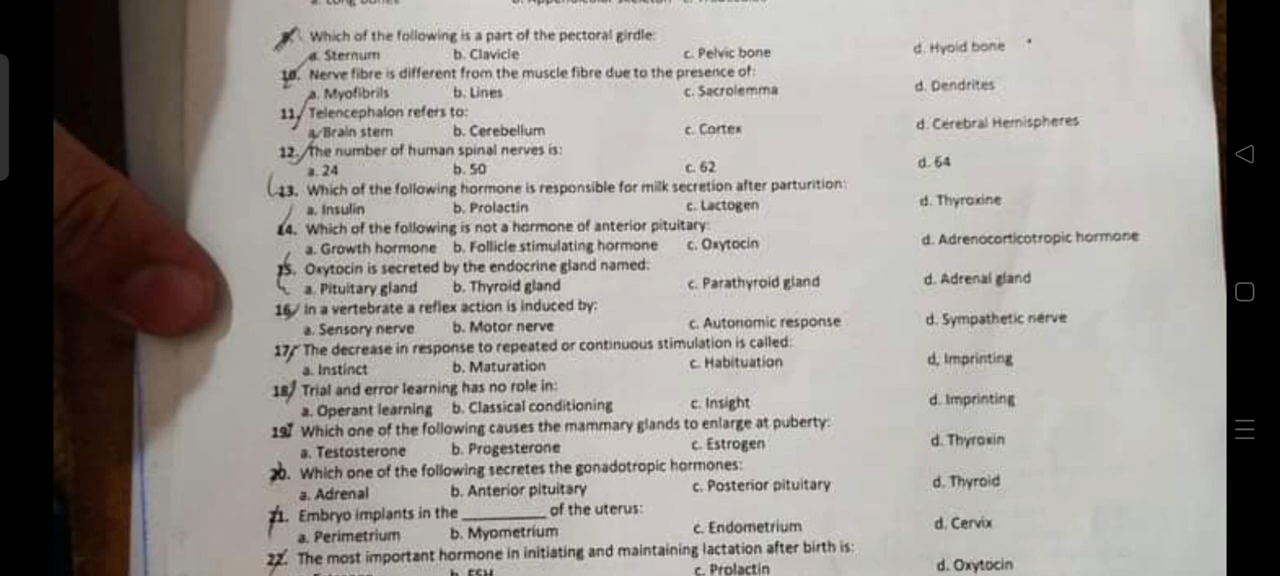 Which of the following is a part of the pectoral girdle:
a. Sternum b. Clavicle c. Pelvic bone d. Hyoid bone
10. Nerve fibre is different from the muscle fibre due to the presence of:
a. Myofibrils b. Lines c. Sacrolemma d. Dendrites
11. Telencephalon refers to:
a. Brain stem b. Cerebellum c. Cortex d. Cerebral Hemispheres
12. The number of human spinal nerves is:
a. 24 b. 50 c. 62 d. 64
13. Which of the following hormone is responsible for milk secretion after parturition:
a. Insulin b. Prolactin c. Lactogen d. Thyroxine
14. Which of the following is not a hormone of anterior pituitary:
a. Growth hormone b. Follicle stimulating hormone c. Oxytocin d. Adrenocorticotropic hormone
15. Oxytocin is secreted by the endocrine gland named:
a. Pituitary gland b. Thyroid gland c. Parathyroid gland d. Adrenal gland
16. In a vertebrate a reflex action is induced by:
a. Sensory nerve b. Motor nerve c. Autonomic response d. Sympathetic nerve
17. The decrease in response to repeated or continuous stimulation is called:
a. Instinct b. Maturation c. Habituation d, Imprinting
18. Trial and error learning has no role in:
a. Operant learning b. Classical conditioning c. Insight d. Imprinting
19. Which one of the following causes the mammary glands to enlarge at puberty:
a. Testosterone b. Progesterone c. Estrogen d. Thyroxin
20. Which one of the following secretes the gonadotropic hormones:
a. Adrenal b. Anterior pituitary c. Posterior pituitary d. Thyroid
21. Embryo implants in the __________ of the uterus:
a. Perimetrium b. Myometrium c. Endometrium d. Cervix
22. The most important hormone in initiating and maintaining lactation after birth is:
b. FSH c. Prolactin d. Oxytocin